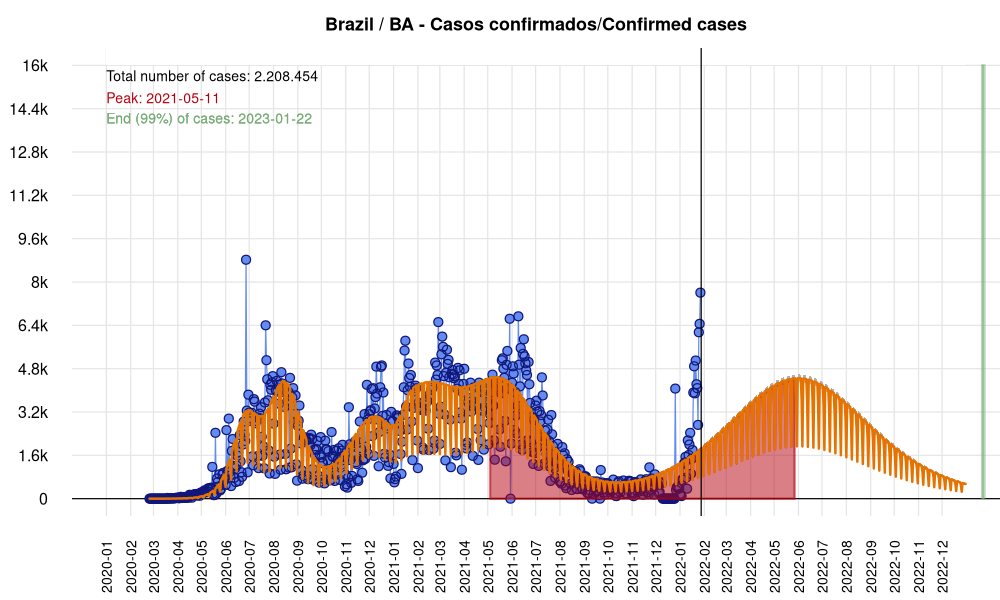 Brazil / BA - Casos confirmados/Confirmed cases
Total number of cases: 2.208.454
Peak: 2021-05-11
End (99%) of cases: 2023-01-22
16k
14.4k
12.8k
11.2k
9.6k
8k
6.4k
4.8k
3.2k
1.6k
0
2020-01
2020-02
2020-03
2020-04
2020-05
2020-06
2020-07
2020-08
2020-09
2020-10
2020-11
2020-12
2021-01
2021-02
2021-03
2021-04
2021-05
2021-06
2021-07
2021-08
2021-09
2021-10
2021-11
2021-12
2022-01
2022-02
2022-03
2022-04
2022-05
2022-06
2022-07
2022-08
2022-09
2022-10
2022-11
2022-12